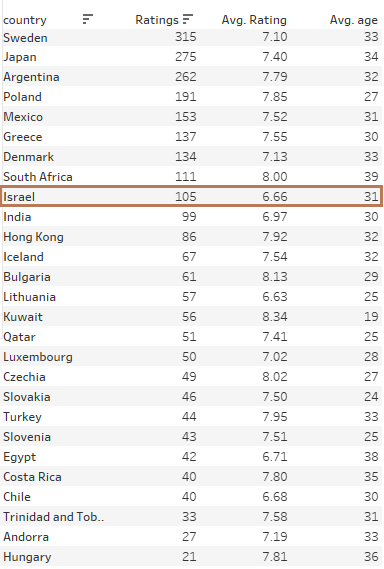 country Ratings Avg. Rating Avg. age
Sweden 315 7.10 33
Japan 275 7.40 34
Argentina 262 7.79 32
Poland 191 7.85 27
Mexico 153 7.52 31
Greece 137 7.55 30
Denmark 134 7.13 33
South Africa 111 8.00 39
Israel 105 6.66 31
India 99 6.97 30
Hong Kong 86 7.92 32
Iceland 67 7.54 32
Bulgaria 61 8.13 29
Lithuania 57 6.63 25
Kuwait 56 8.34 19
Qatar 51 7.41 25
Luxembourg 50 7.02 28
Czechia 49 8.02 27
Slovakia 46 7.50 24
Turkey 44 7.95 33
Slovenia 43 7.51 25
Egypt 42 6.71 38
Costa Rica 40 7.80 35
Chile 40 6.68 30
Trinidad and Tob.. 33 7.58 31
Andorra 27 7.19 33
Hungary 21 7.81 36